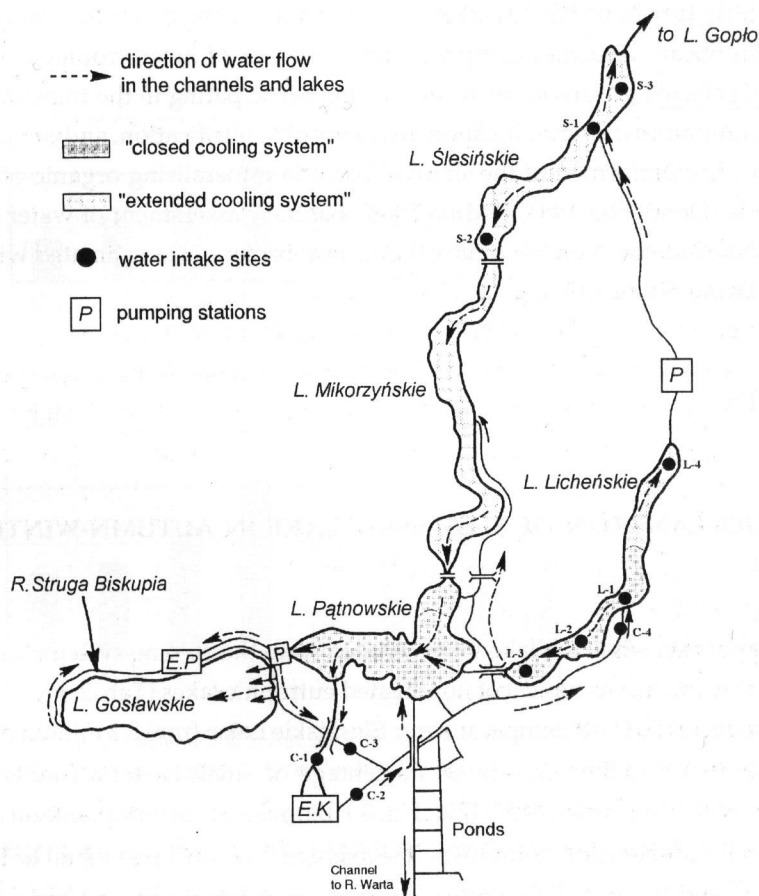 to L. Gopło
direction of water flow
in the channels and lakes
S-3
S-1
"closed cooling system"
L. Ślesińskie
"extended cooling system"
S-2
water intake sites
P pumping stations
L. Mikorzyńskie
P
L. Licheńskie
L-4
R.Struga Biskupia
L. Pątnowskie
L-1
E.P
P
L-2
C-4
L-3
L. Gosławskie
C-3
C-1
C-2
E.K
Ponds
Channel
to R. Warta